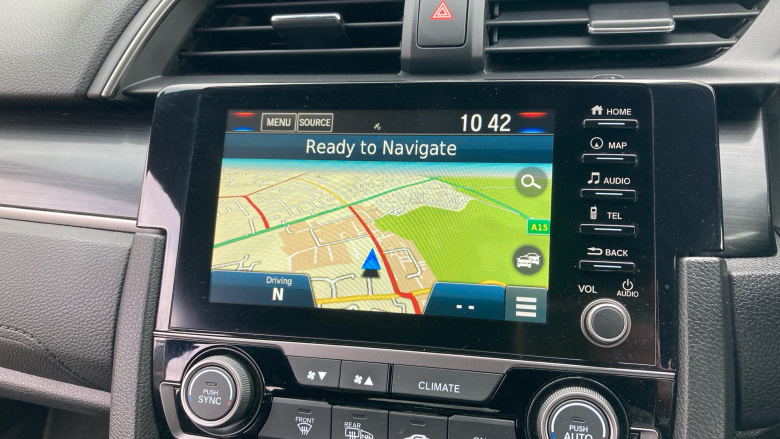 MENU SOURCE 10 42
Ready to Navigate
A15
Driving
N
--
HOME
MAP
AUDIO
TEL
BACK
VOL
AUDIO
PUSH
SYNC
CLIMATE
FRONT
REAR
PUSH
AUTO